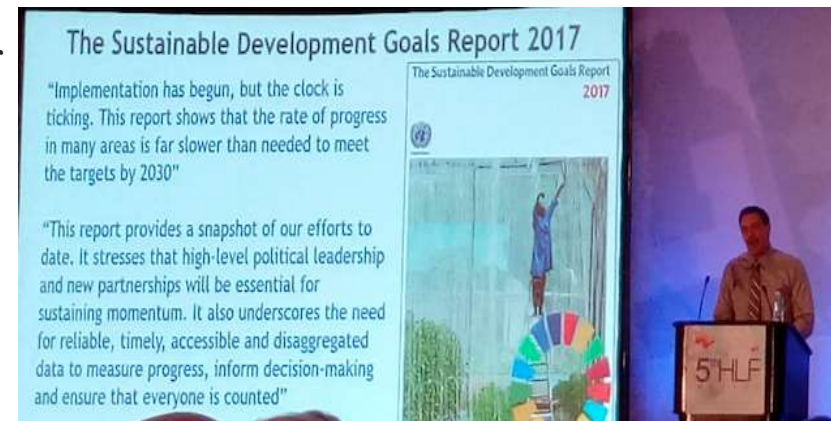 The Sustainable Development Goals Report 2017
“Implementation has begun, but the clock is
ticking. This report shows that the rate of progress
in many areas is far slower than needed to meet
the targets by 2030”
“This report provides a snapshot of our efforts to
date. It stresses that high-level political leadership
and new partnerships will be essential for
sustaining momentum. It also underscores the need
for reliable, timely, accessible and disaggregated
data to measure progress, inform decision-making
and ensure that everyone is counted”
The Sustainable Development Goals Report
2017
5TH HLF